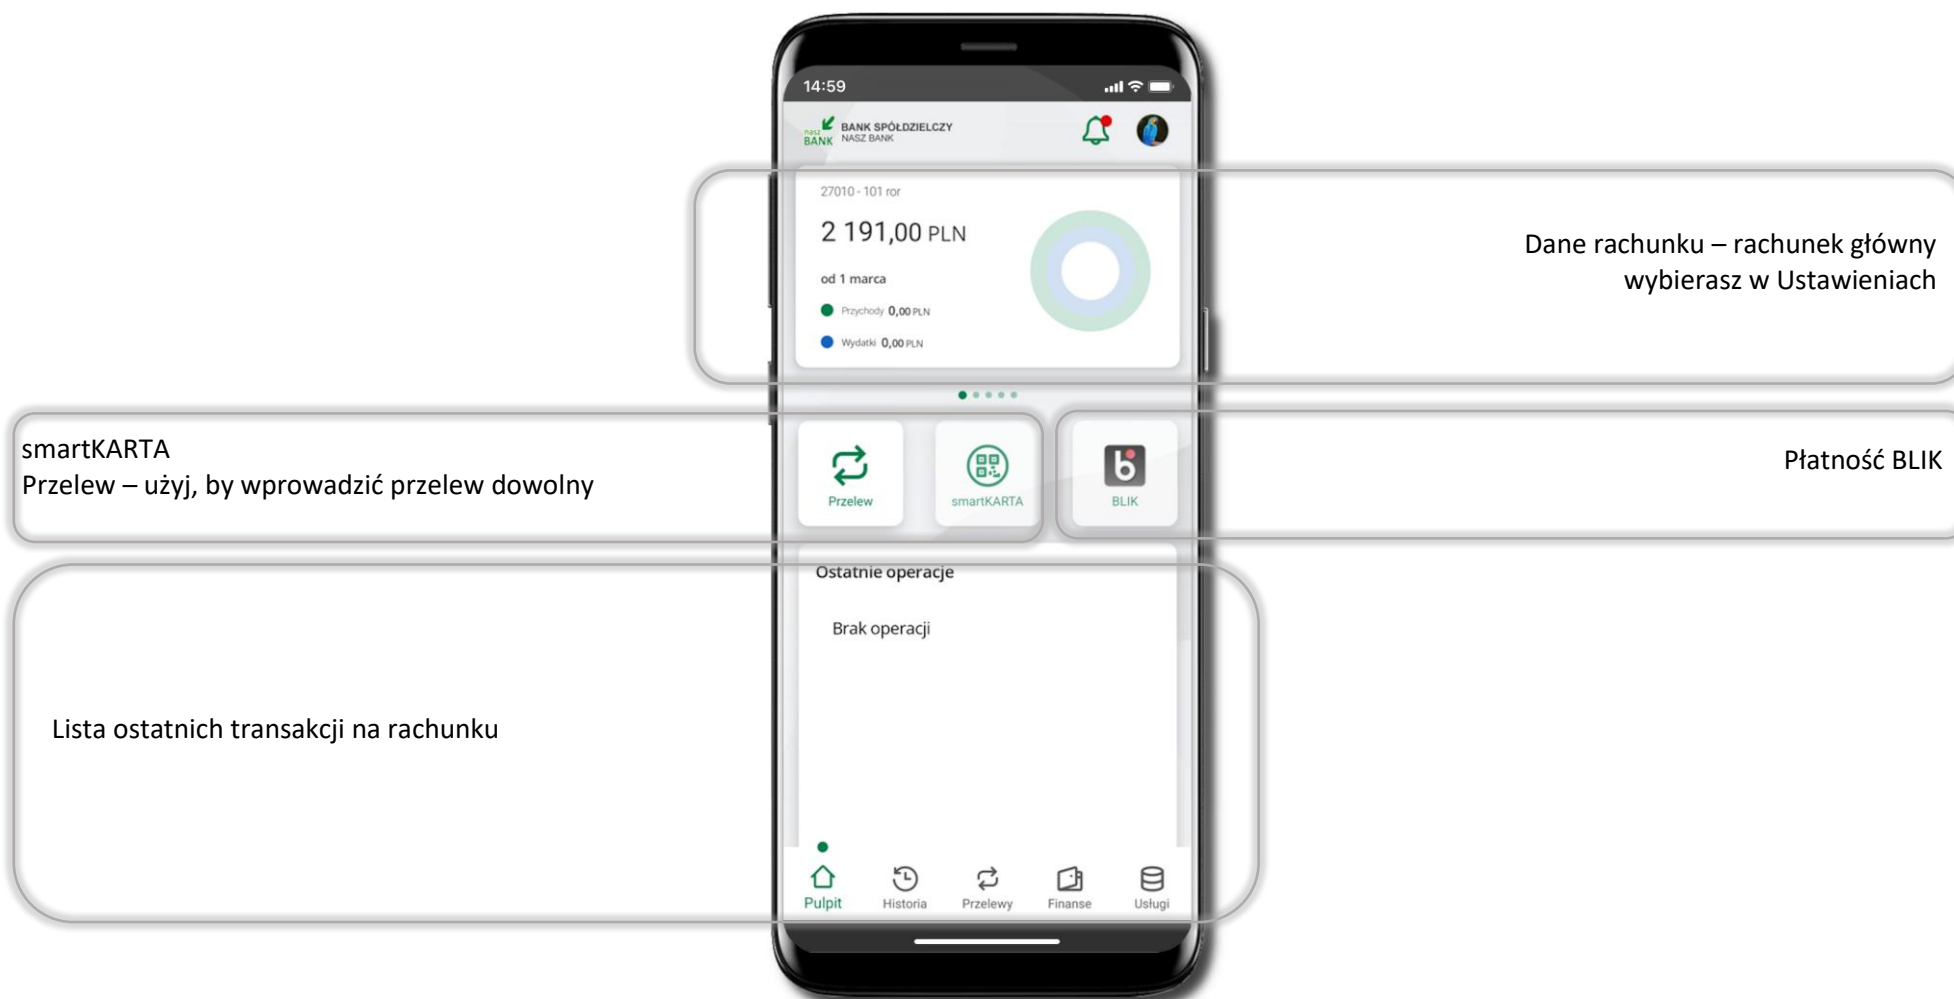 14:59
nasz
BANK
BANK SPÓŁDZIELCZY
NASZ BANK
27010 - 101 ror
2 191,00 PLN
od 1 marca
Przychody 0,00 PLN
Wydatki 0,00 PLN
Dane rachunku – rachunek główny
wybierasz w Ustawieniach
smartKARTA
Przelew – użyj, by wprowadzić przelew dowolny
Przelew
smartKARTA
BLIK
Płatność BLIK
Ostatnie operacje
Brak operacji
Lista ostatnich transakcji na rachunku
Pulpit
Historia
Przelewy
Finanse
Usługi